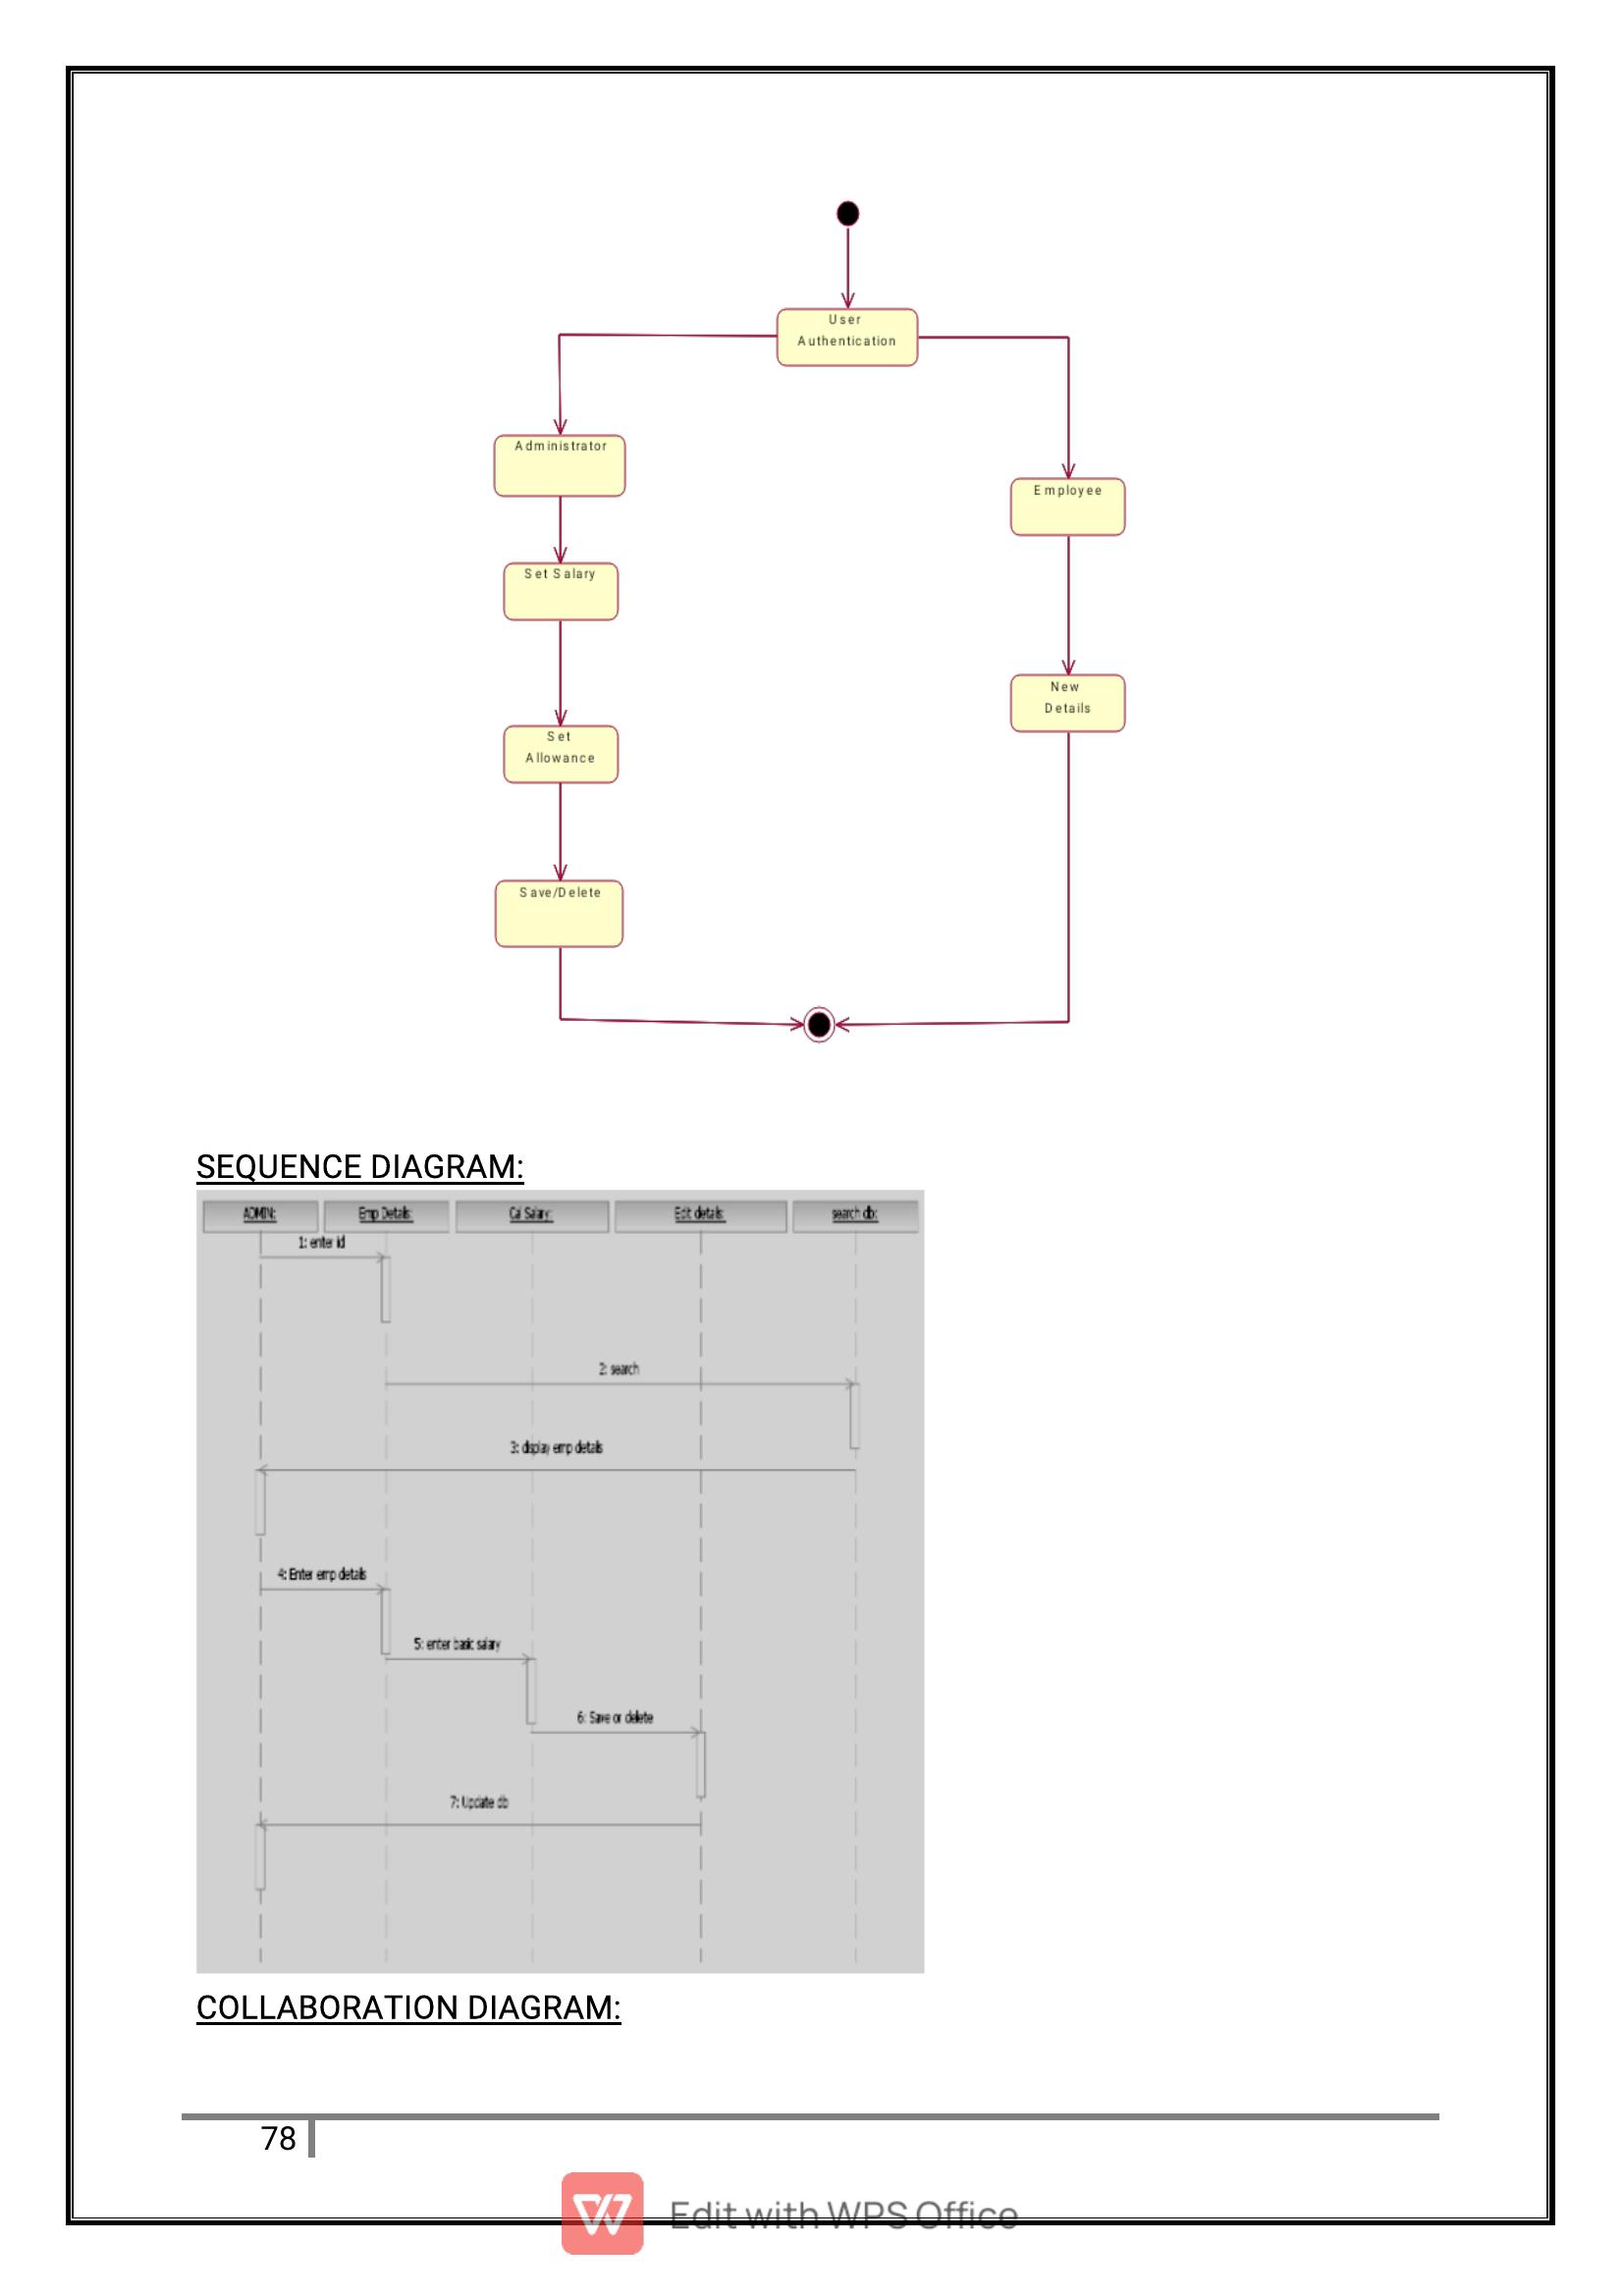 User
Authentication
Administrator
Employee
Set Salary
New
Details
Set
Allowance
Save/Delete
SEQUENCE DIAGRAM:
ADMIN:
Emp Details:
Cal Salary:
Edit details:
search db:
1: enter id
2: search
3: display emp details
4: Enter emp details
5: enter basic salary
6: Save or delete
7: Update db
COLLABORATION DIAGRAM:
78
Edit with WPS Office